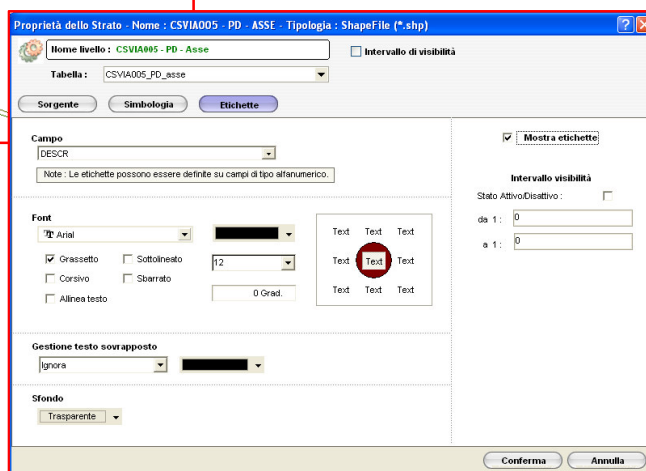 Proprietà dello Strato - Nome : CSVIA005 - PD - ASSE - Tipologia : ShapeFile (*.shp)
Nome livello : CSVIA005 - PD - Asse
Intervallo di visibilità
Tabella : CSVIA005_PD_asse
Sorgente Simbologia Etichette
Campo
DESCR
Note : Le etichette possono essere definite su campi di tipo alfanumerico.
Mostra etichette
Intervallo visibilità
Stato Attivo/Disattivo :
da 1 : 0
a 1 : 0
Font
Arial
Grassetto Sottolineato 12
Corsivo Sbarrato
Allinea testo 0 Grad.
Text Text Text
Text Text Text
Text Text Text
Gestione testo sovrapposto
Ignora
Sfondo
Trasparente
Conferma Annulla